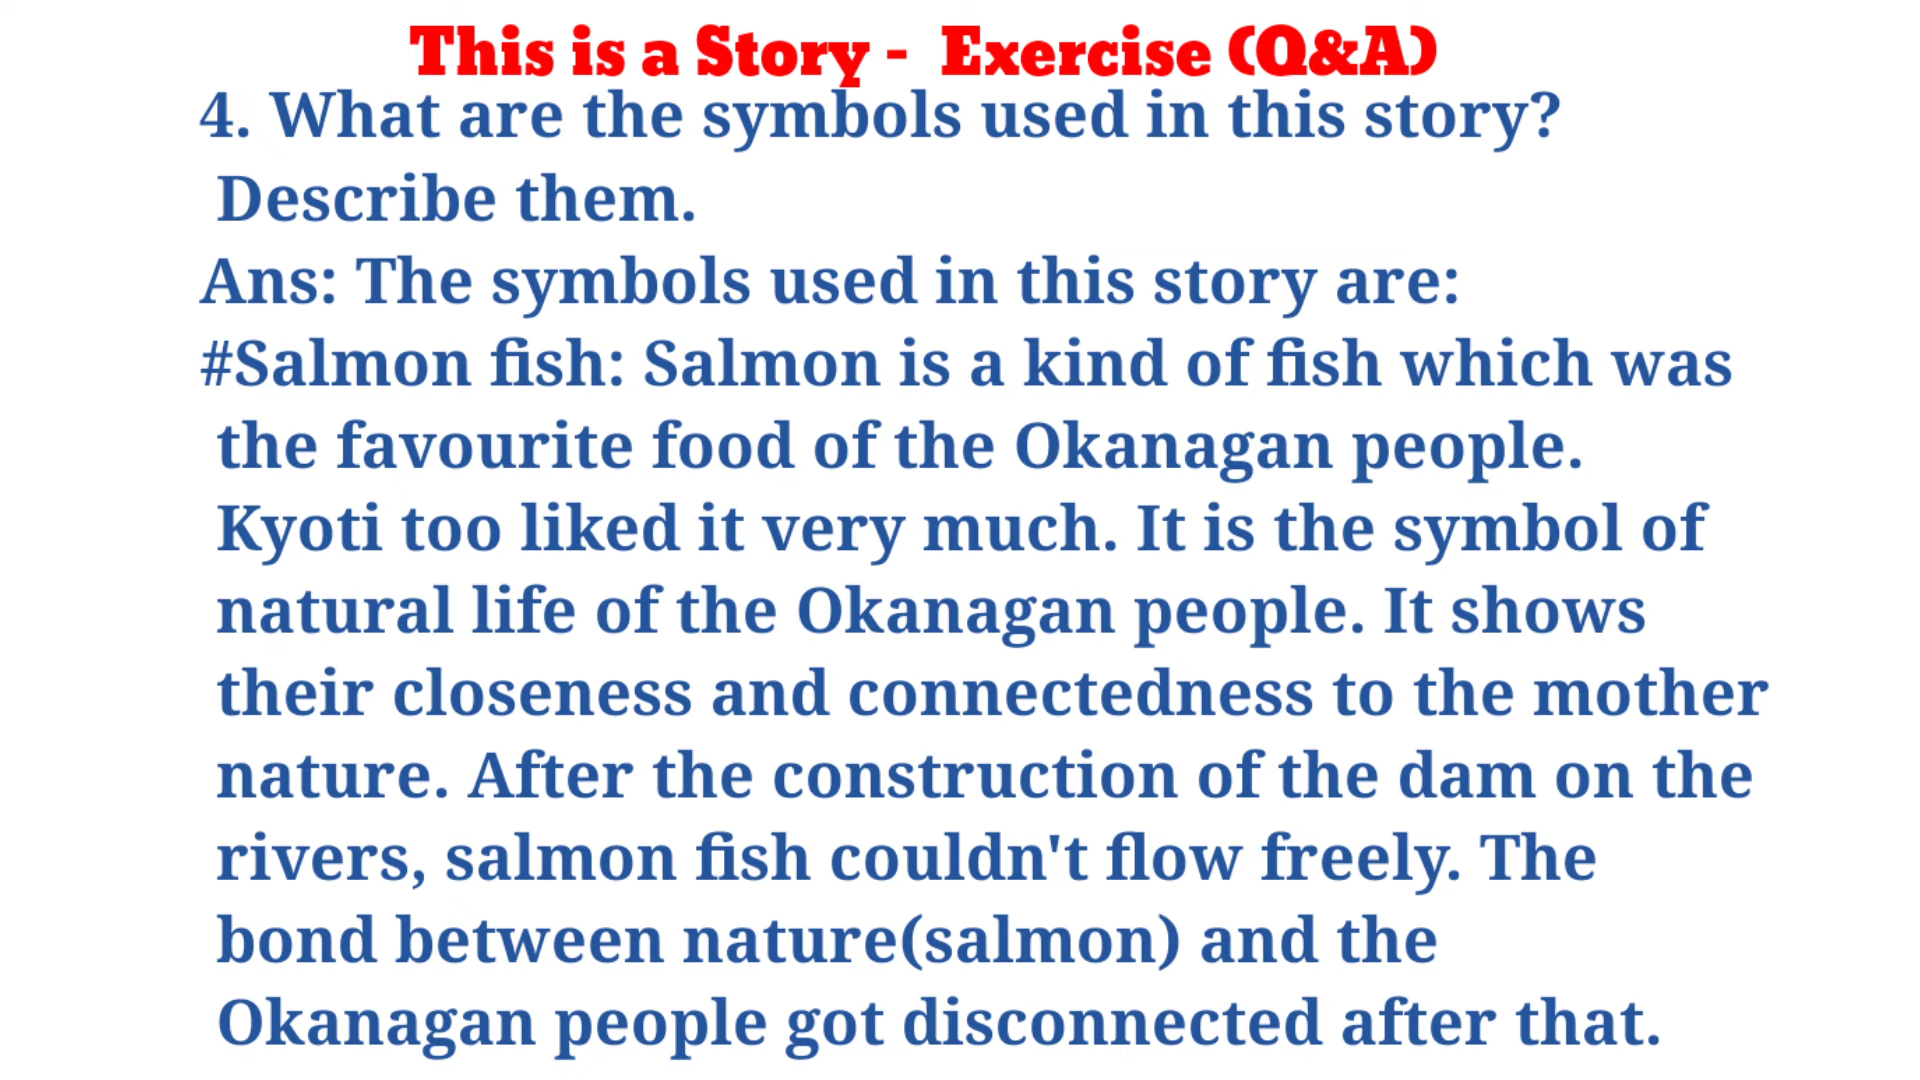 This is a Story - Exercise (Q&A)
4. What are the symbols used in this story?
Describe them.
Ans: The symbols used in this story are:
#Salmon fish: Salmon is a kind of fish which was
the favourite food of the Okanagan people.
Kyoti too liked it very much. It is the symbol of
natural life of the Okanagan people. It shows
their closeness and connectedness to the mother
nature. After the construction of the dam on the
rivers, salmon fish couldn't flow freely. The
bond between nature(salmon) and the
Okanagan people got disconnected after that.